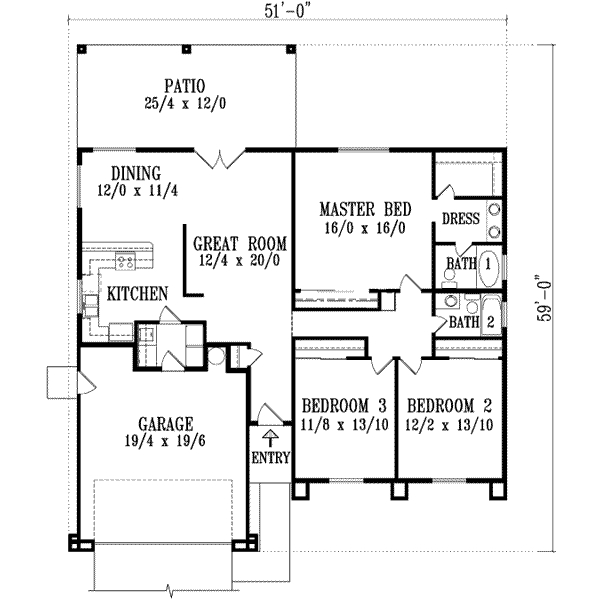 51'-0"
PATIO
25/4 x 12/0
DINING
12/0 x 11/4
MASTER BED
16/0 x 16/0
DRESS
GREAT ROOM
12/4 x 20/0
BATH 1
KITCHEN
59'-0"
BATH 2
BEDROOM 3
11/8 x 13/10
BEDROOM 2
12/2 x 13/10
GARAGE
19/4 x 19/6
ENTRY